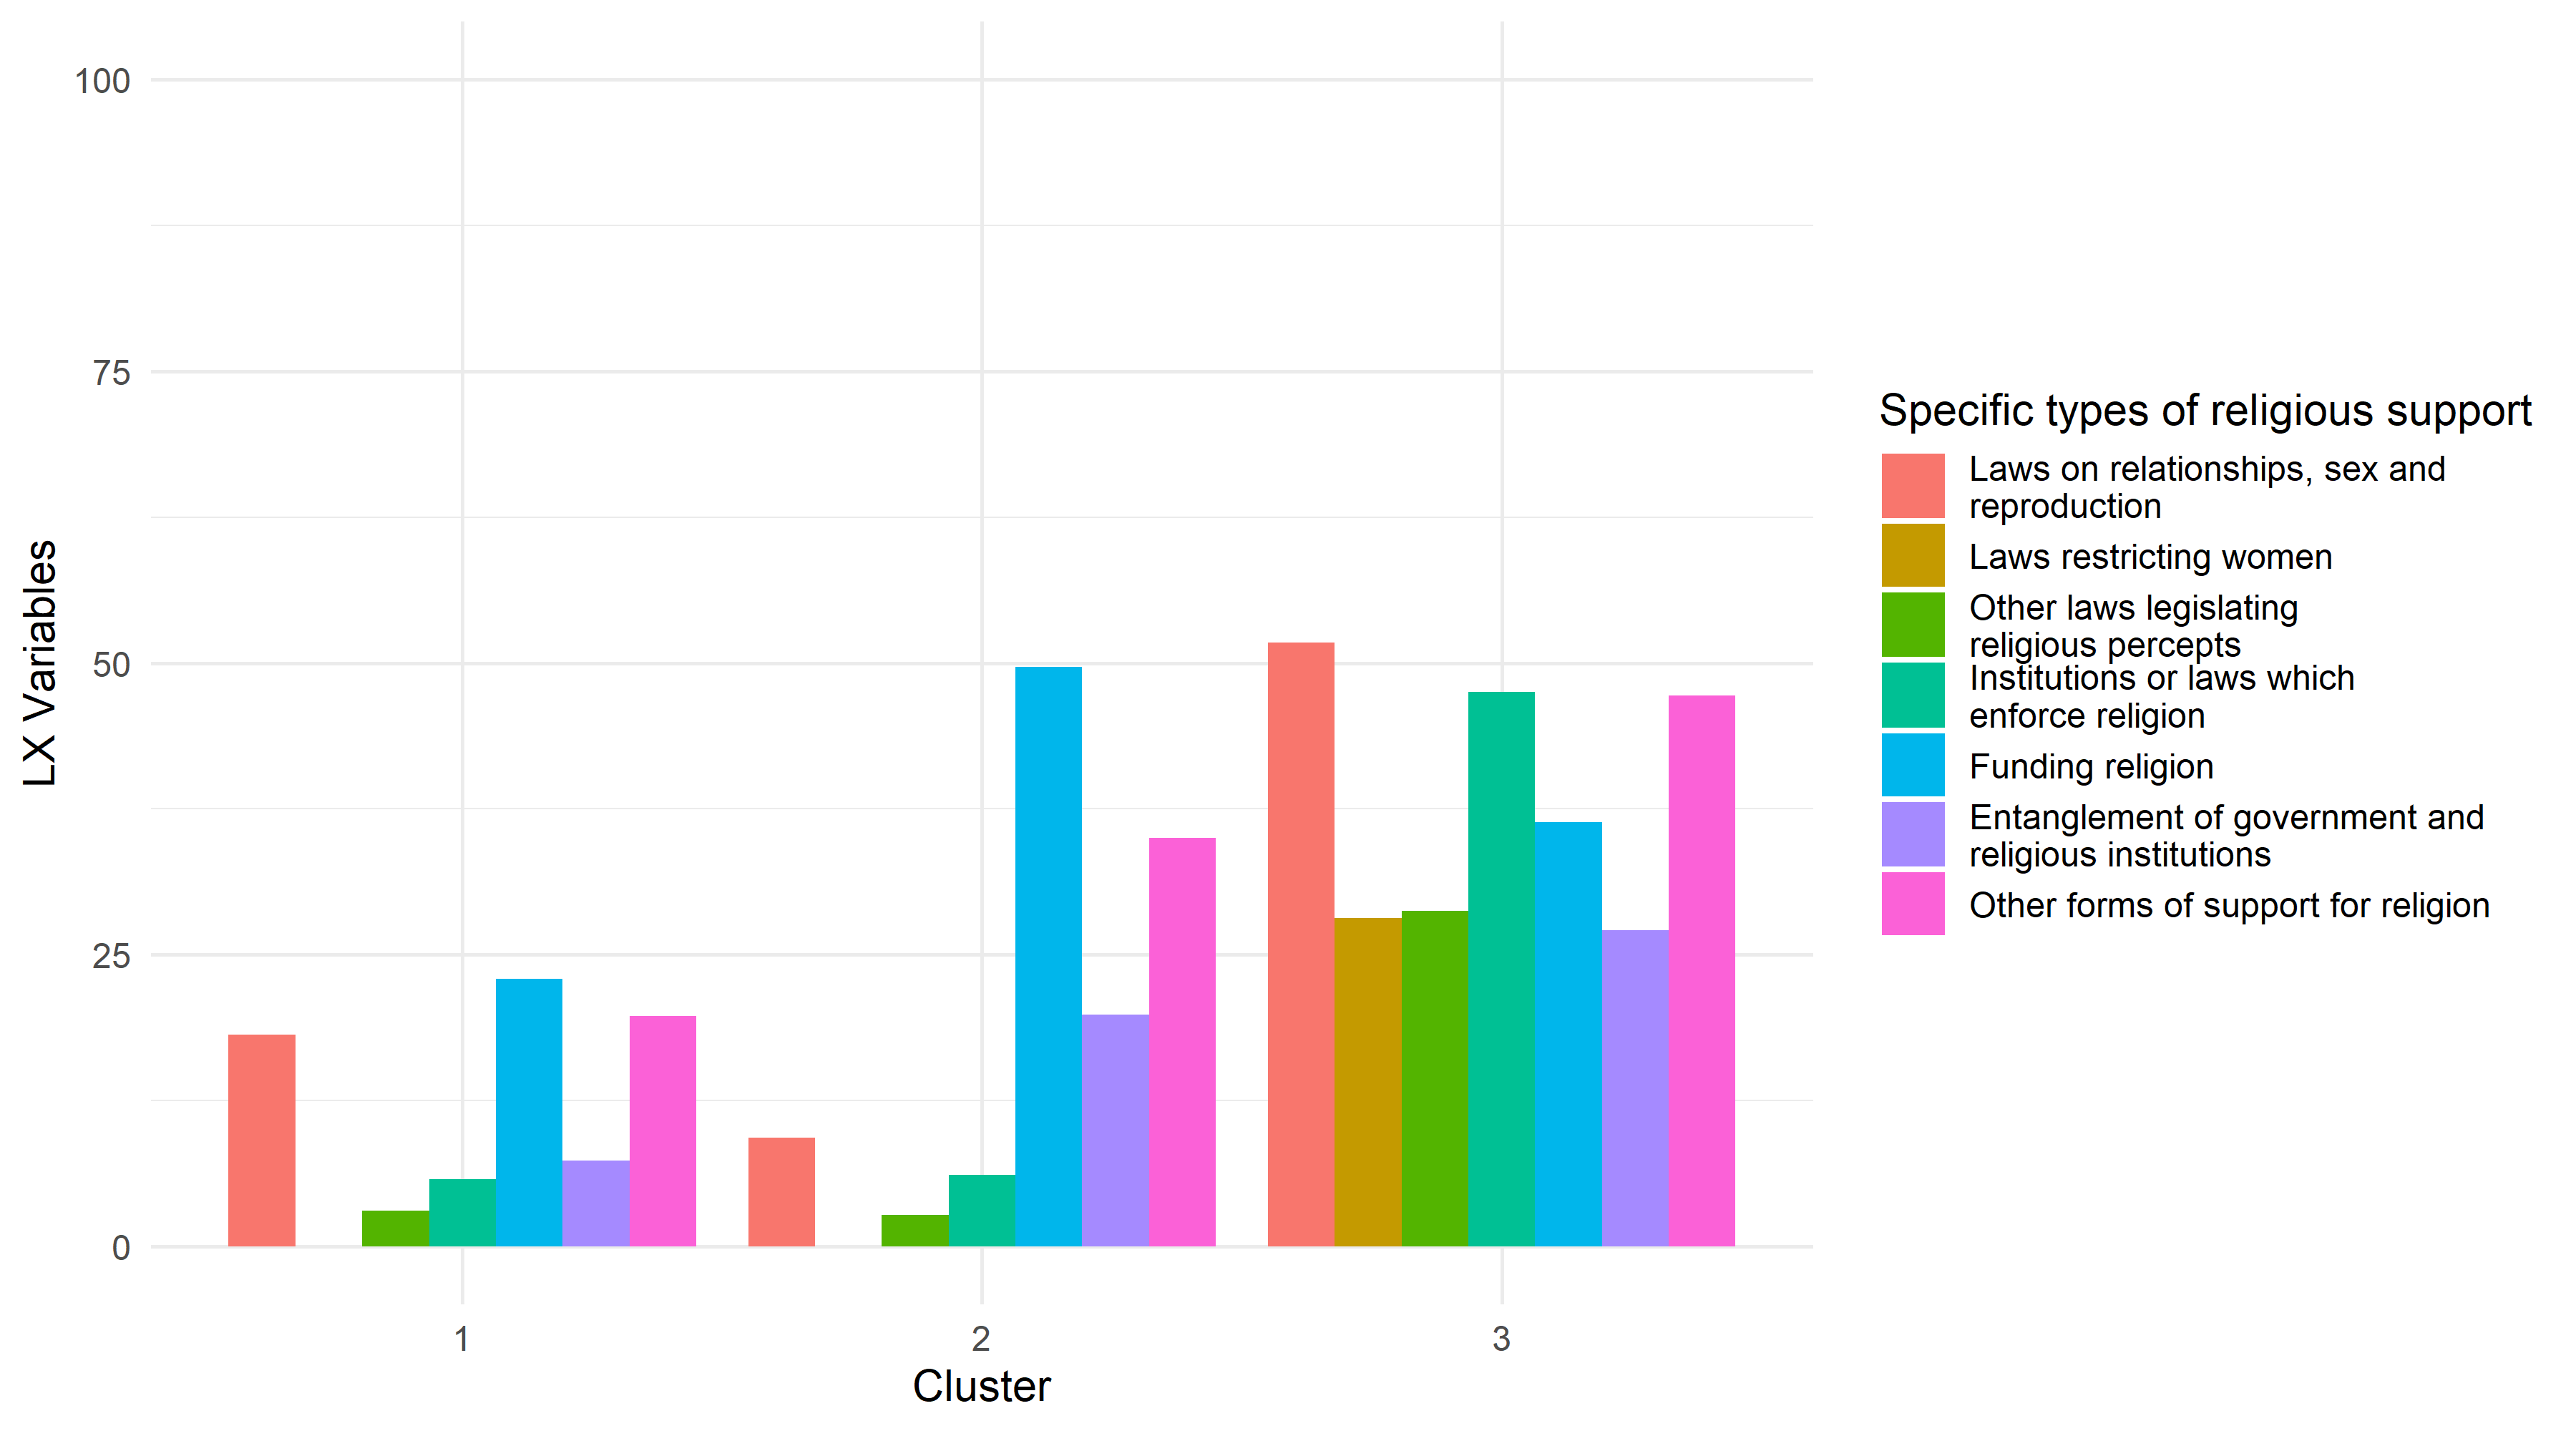 100
75
50
25
0
LX Variables
1
2
3
Cluster
Specific types of religious support
Laws on relationships, sex and
reproduction
Laws restricting women
Other laws legislating
religious percepts
Institutions or laws which
enforce religion
Funding religion
Entanglement of government and
religious institutions
Other forms of support for religion